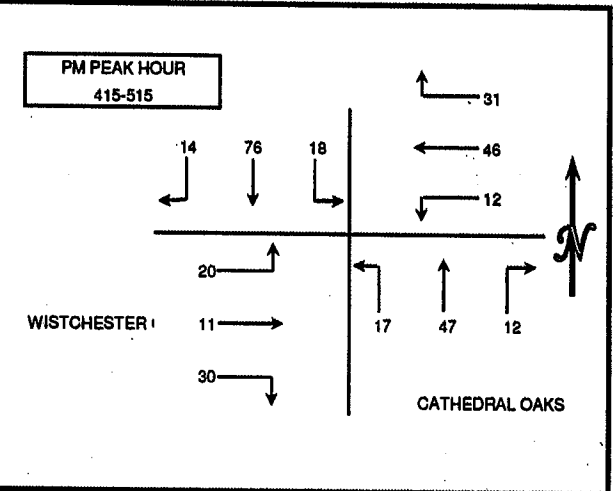 PM PEAK HOUR
415-515
31
14 76 18
46
12
20
WISTCHESTER 11
17 47 12
30
CATHEDRAL OAKS
N